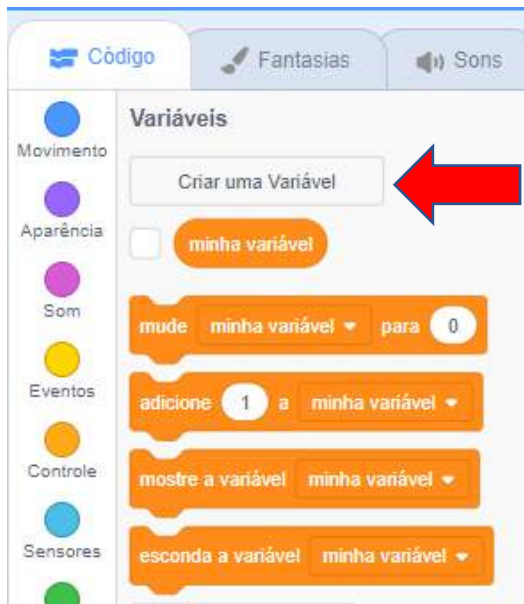 Código Fantasias Sons
Movimento
Aparência
Som
Eventos
Controle
Sensores
Variáveis
Criar uma Variável
minha variável
mude minha variável para 0
adicione 1 a minha variável
mostre a variável minha variável
esconda a variável minha variável